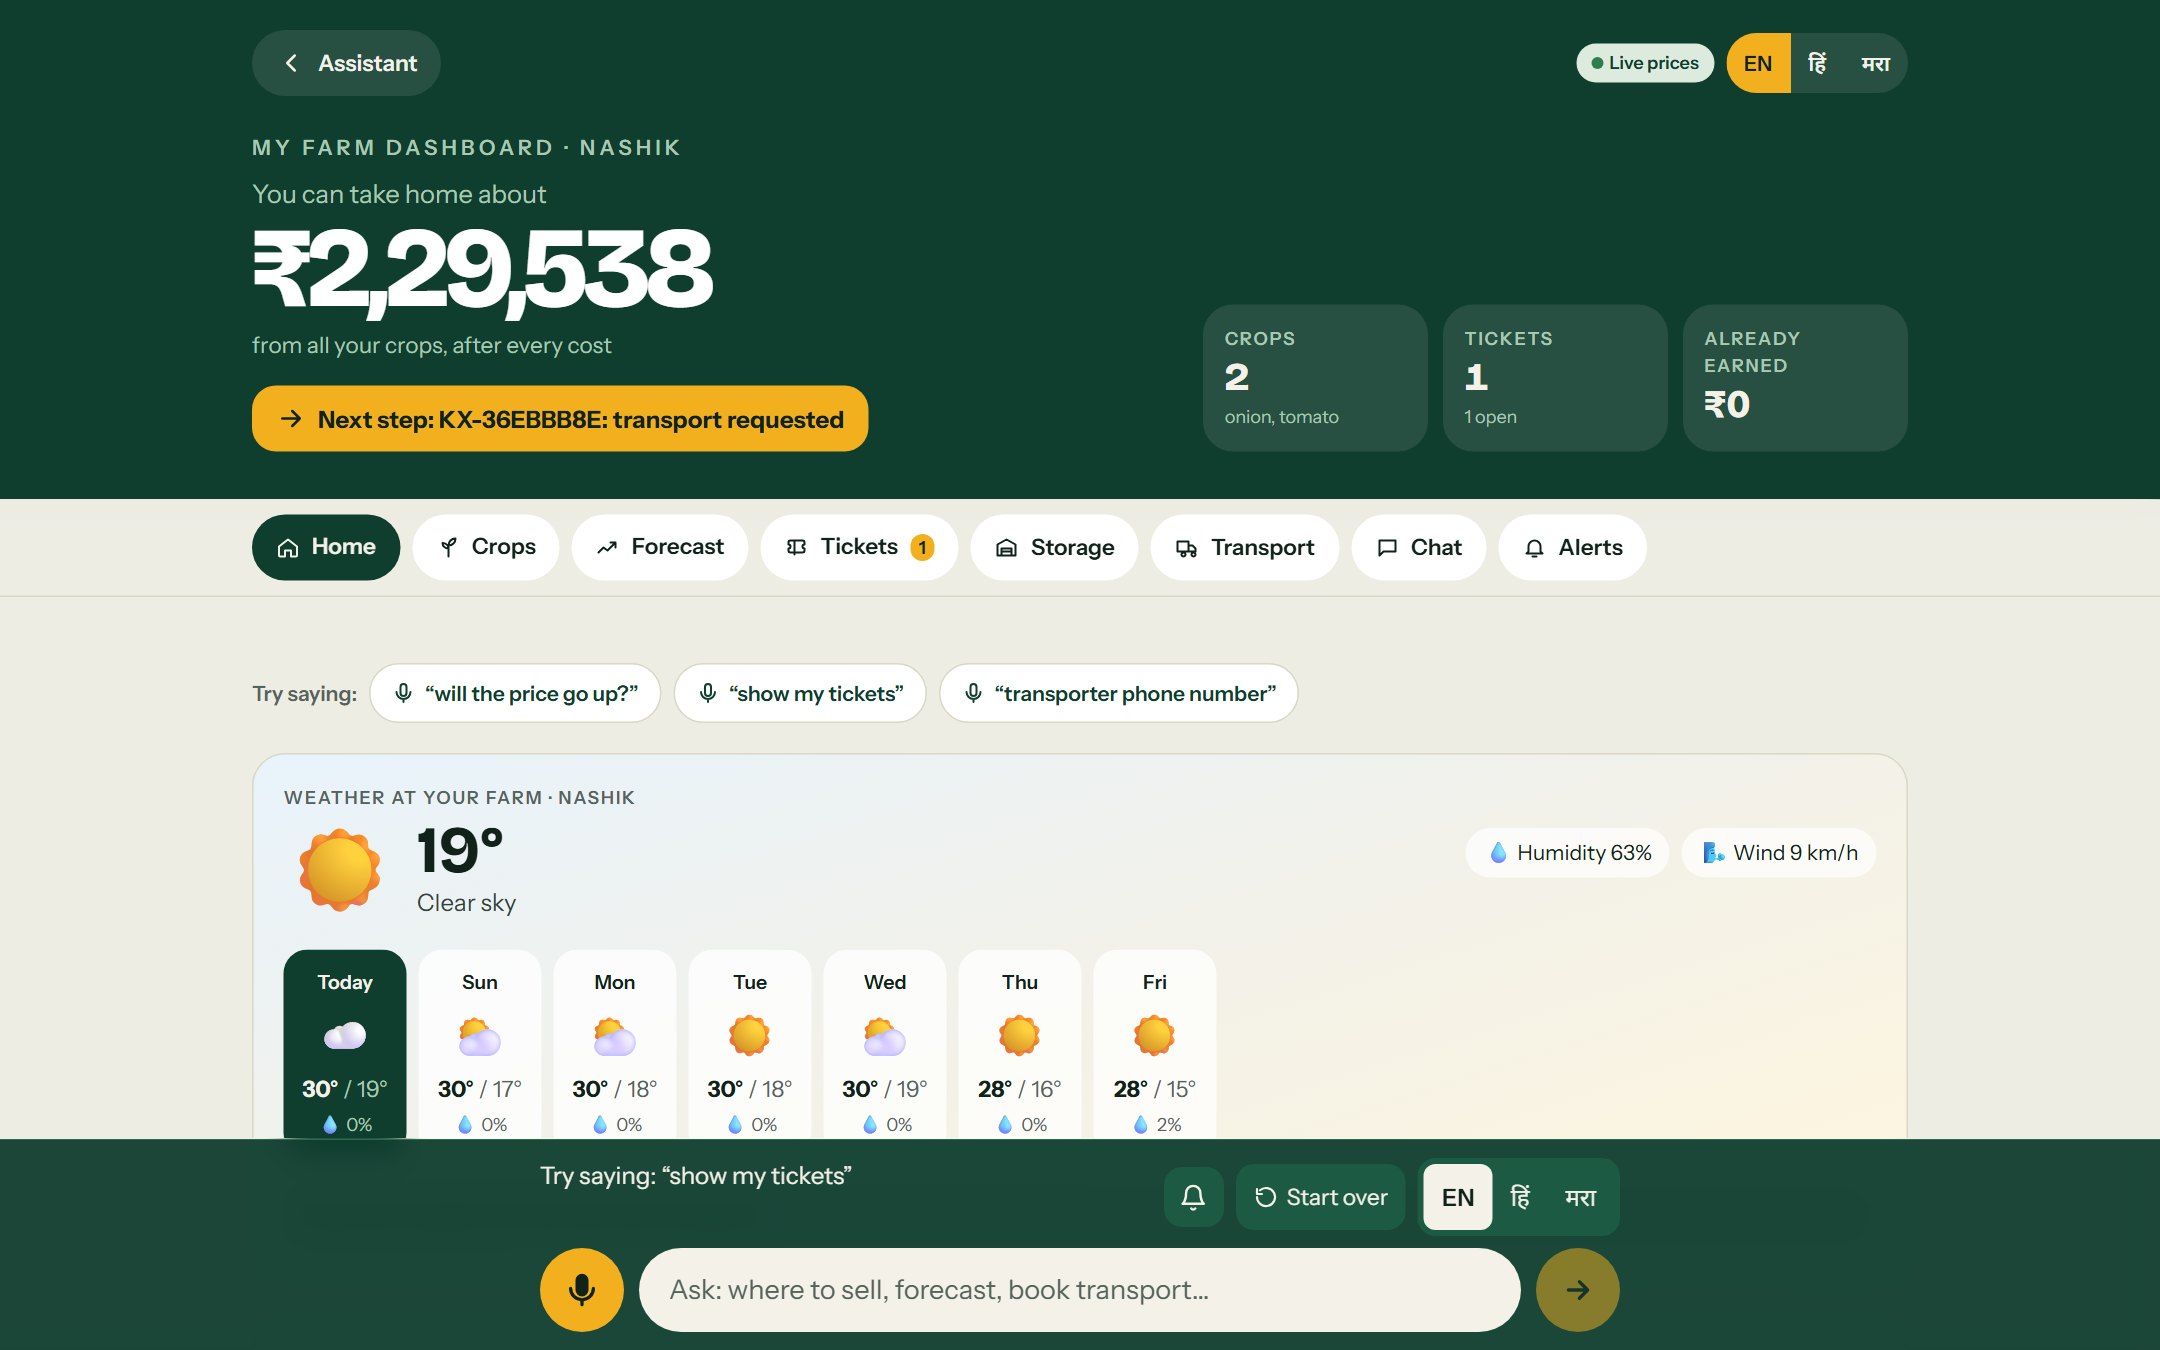 Assistant
Live prices
EN हिं मरा
MY FARM DASHBOARD · NASHIK
You can take home about
₹2,29,538
from all your crops, after every cost
→ Next step: KX-36EBBB8E: transport requested
CROPS
2
onion, tomato
TICKETS
1
1 open
ALREADY
EARNED
₹0
Home Crops Forecast Tickets 1 Storage Transport Chat Alerts
Try saying: “will the price go up?” “show my tickets” “transporter phone number”
WEATHER AT YOUR FARM · NASHIK
19°
Clear sky
Humidity 63% Wind 9 km/h
Today Sun Mon Tue Wed Thu Fri
30° / 19° 30° / 17° 30° / 18° 30° / 18° 30° / 19° 28° / 16° 28° / 15°
0% 0% 0% 0% 0% 0% 2%
Try saying: “show my tickets”
Start over
EN हिं मरा
Ask: where to sell, forecast, book transport...